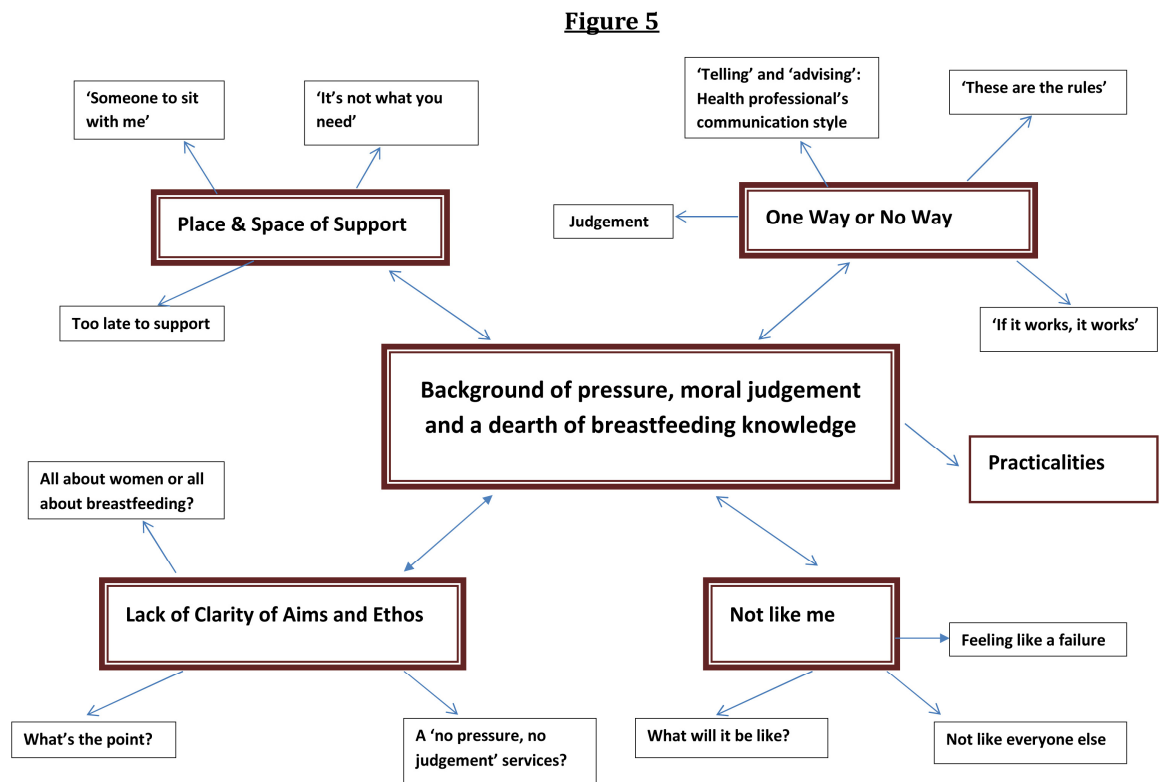 Figure 5
‘Someone to sit
with me’
‘It’s not what you
need’
‘Telling’ and ‘advising’:
Health professional’s
communication style
‘These are the rules’
Place & Space of Support
Judgement
One Way or No Way
Too late to support
‘If it works, it works’
Background of pressure, moral judgement
and a dearth of breastfeeding knowledge
Practicalities
All about women or all
about breastfeeding?
Lack of Clarity of Aims and Ethos
Not like me
Feeling like a failure
What’s the point?
A ‘no pressure, no
judgement’ services?
What will it be like?
Not like everyone else